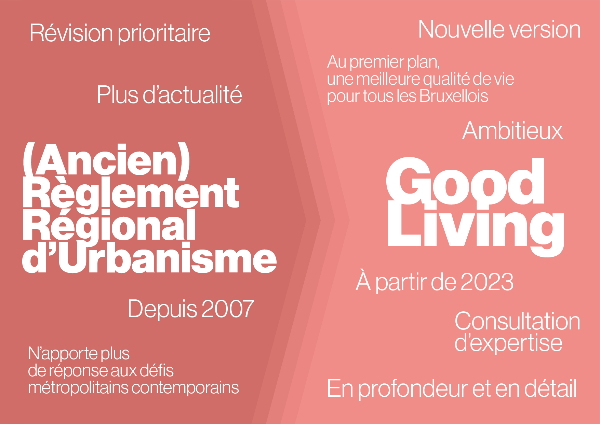 Révision prioritaire
Plus d'actualité
(Ancien)
Règlement
Régional
d'Urbanisme
Depuis 2007
N'apporte plus
de réponse aux défis
métropolitains contemporains
Nouvelle version
Au premier plan,
une meilleure qualité de vie
pour tous les Bruxellois
Ambitieux
Good
Living
À partir de 2023
Consultation
d'expertise
En profondeur et en détail